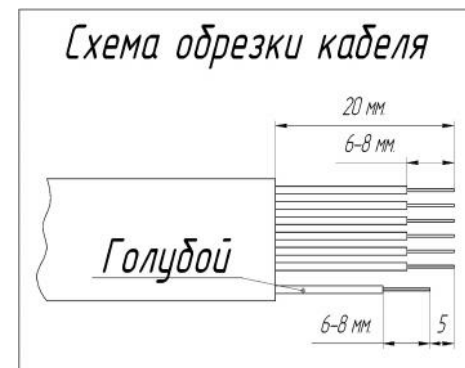 Схема обрезки кабеля
20 мм.
6-8 мм.
Голубой
6-8 мм. 5